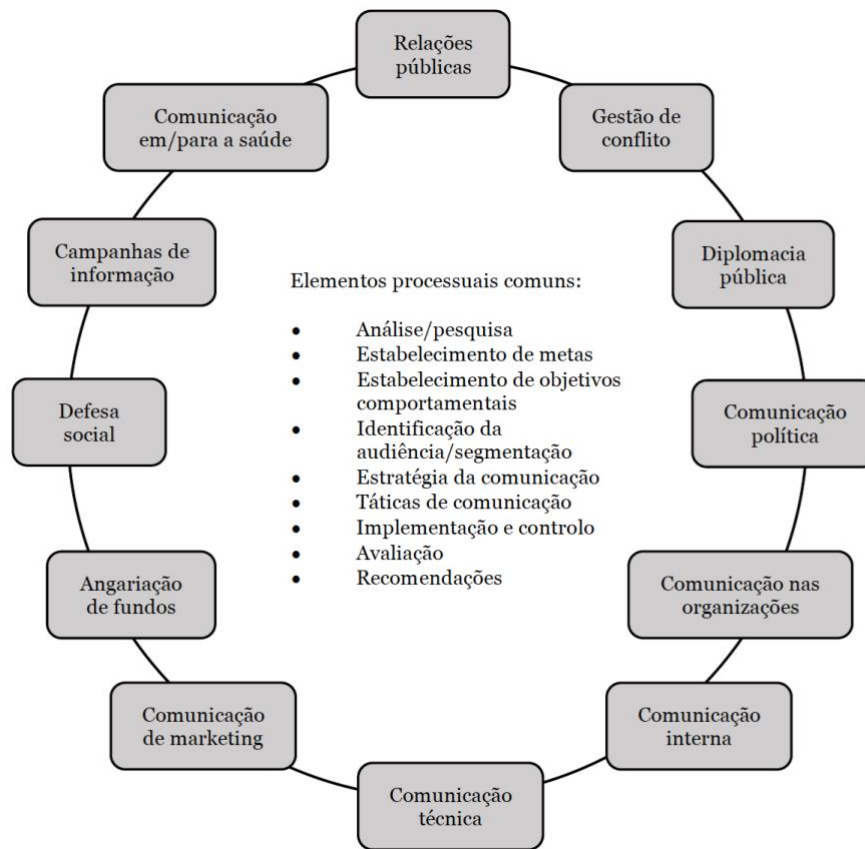 Relações
públicas
Gestão de
conflito
Diplomacia
pública
Comunicação
política
Comunicação nas
organizações
Comunicação
interna
Comunicação
técnica
Comunicação
de marketing
Angariação
de fundos
Defesa
social
Campanhas de
informação
Comunicação
em/para a saúde
Elementos processuais comuns:
• Análise/pesquisa
• Estabelecimento de metas
• Estabelecimento de objetivos
comportamentais
• Identificação da
audiência/segmentação
• Estratégia da comunicação
• Táticas de comunicação
• Implementação e controlo
• Avaliação
• Recomendações